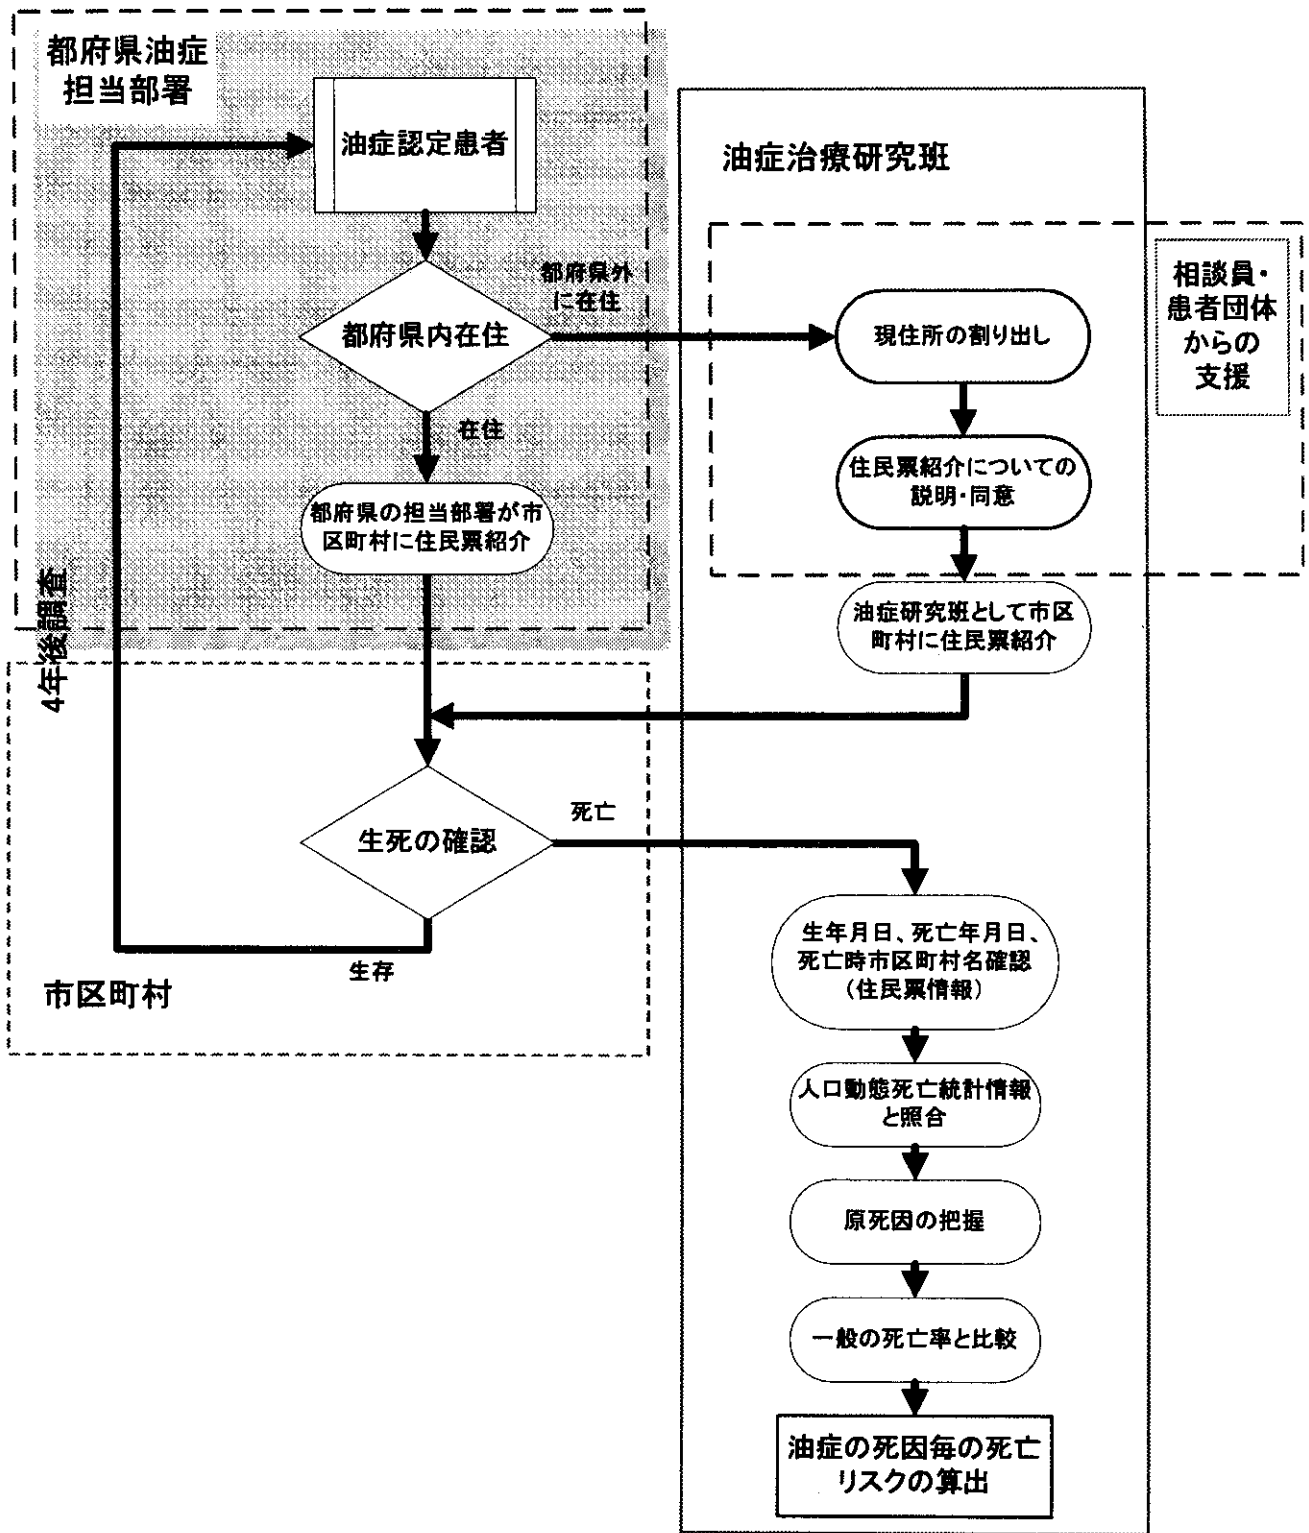 都府県油症
担当部署
油症認定患者
都府県内在住
都府県外
に在住
在住
都府県の担当部署が市
区町村に住民票紹介
4年後調査
油症治療研究班
相談員・
患者団体
からの
支援
現住所の割り出し
住民票紹介についての
説明・同意
油症研究班として市区
町村に住民票紹介
生死の確認
死亡
生存
市区町村
生年月日、死亡年月日、
死亡時市区町村名確認
（住民票情報）
人口動態死亡統計情報
と照合
原死因の把握
一般の死亡率と比較
油症の死因毎の死亡
リスクの算出